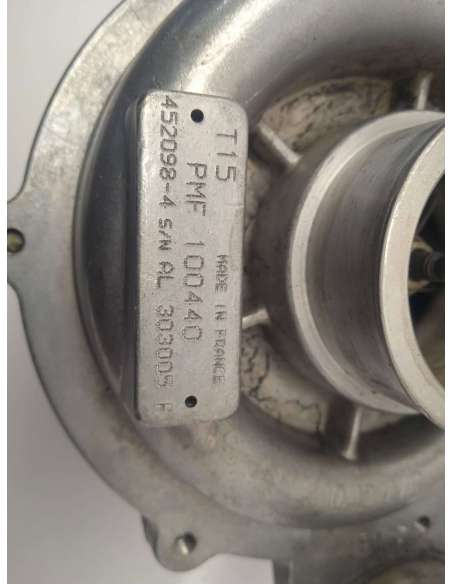 T15
MADE IN FRANCE
PMF 100440
452098-4 S/N AL 303005 F